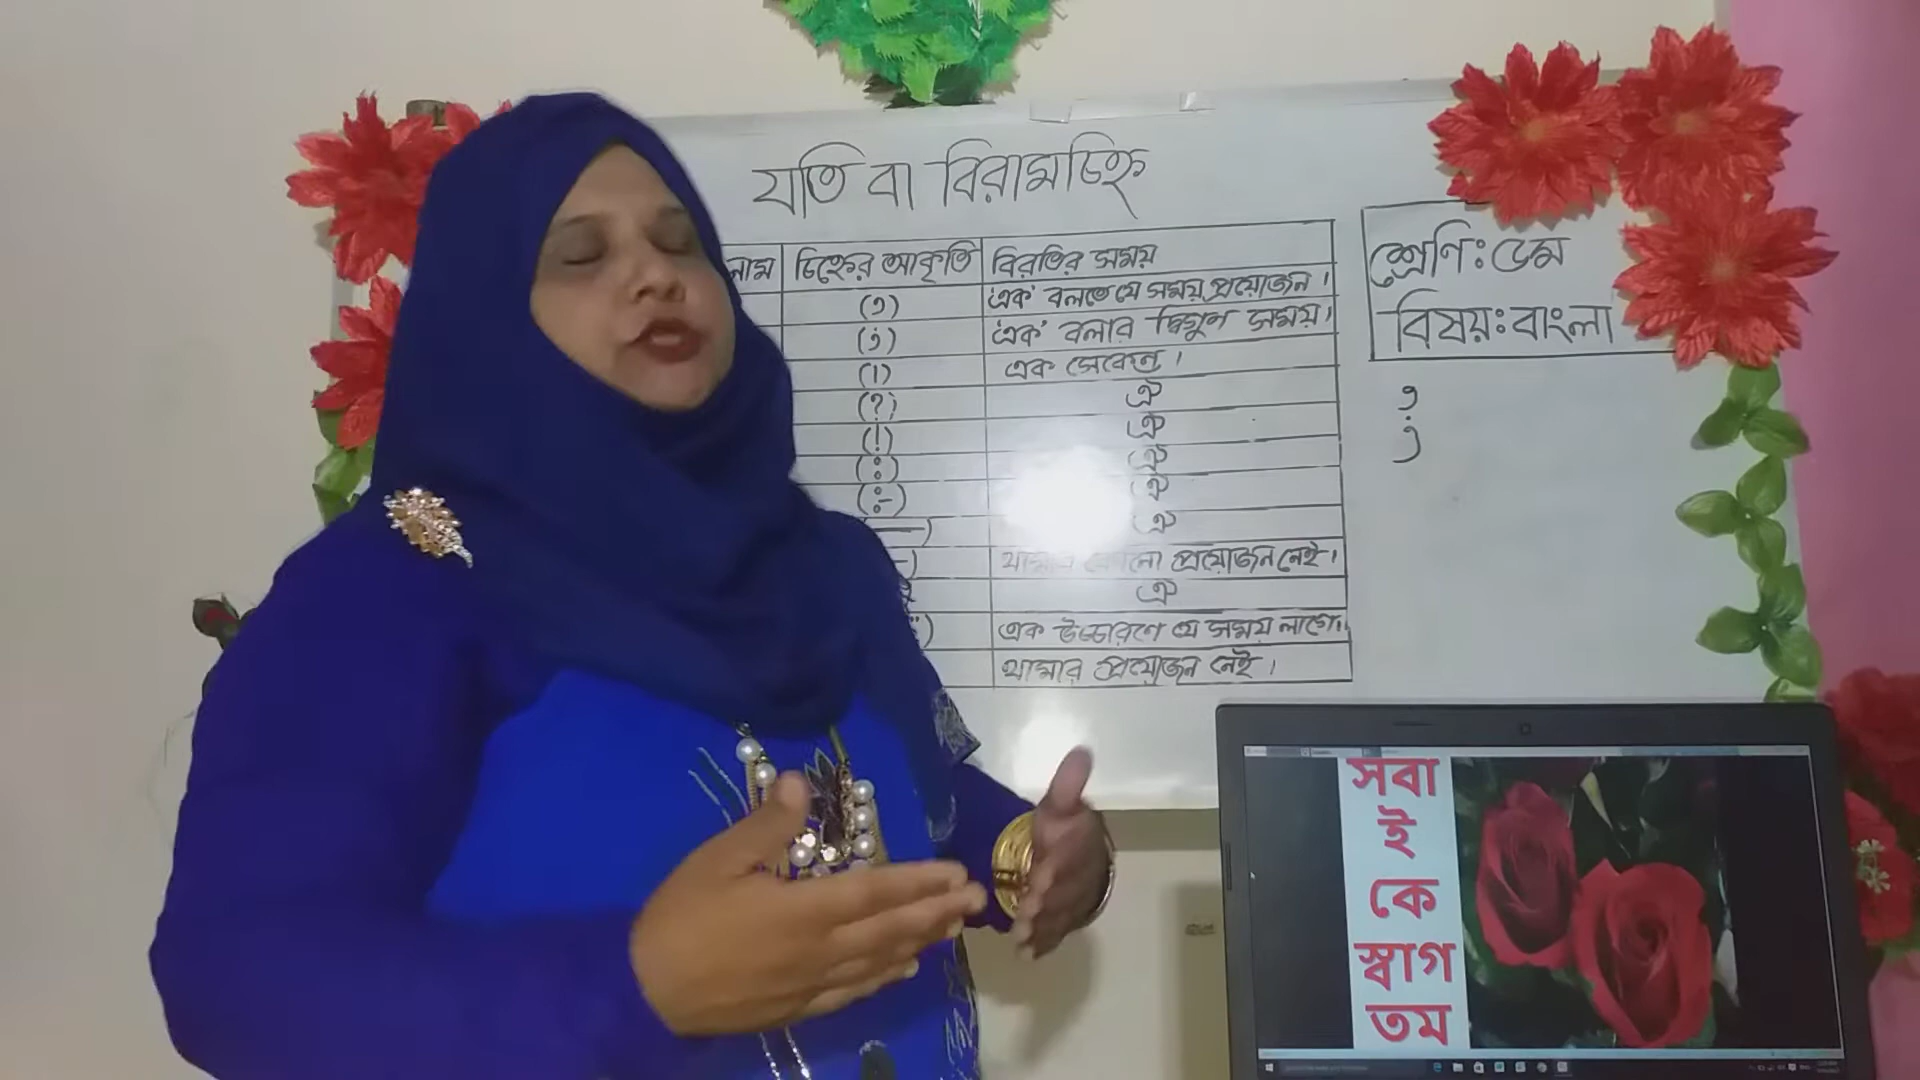 যতি বা বিরামচিহ্ন
নাম চিহ্নের আকৃতি বিরতির সময়
(,) 'এক' বলতে যে সময় প্রয়োজন।
(;) 'এক' বলার দ্বিগুণ সময়।
(।) এক সেকেন্ড।
(?) ঐ
(!) ঐ
(:) ঐ
(:-) ঐ
(—) ঐ
(-) থামার কোনো প্রয়োজন নেই।
ঐ
") এক উচ্চারণে যে সময় লাগে।
থামার প্রয়োজন নেই।
শ্রেণিঃ ৫ম
বিষয়ঃ বাংলা
,
;
সবা
ই
কে
স্বাগ
তম